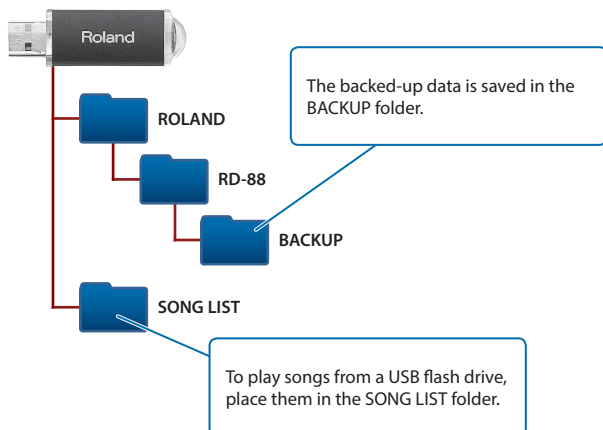 Roland
The backed-up data is saved in the
BACKUP folder.
ROLAND
RD-88
BACKUP
SONG LIST
To play songs from a USB flash drive,
place them in the SONG LIST folder.